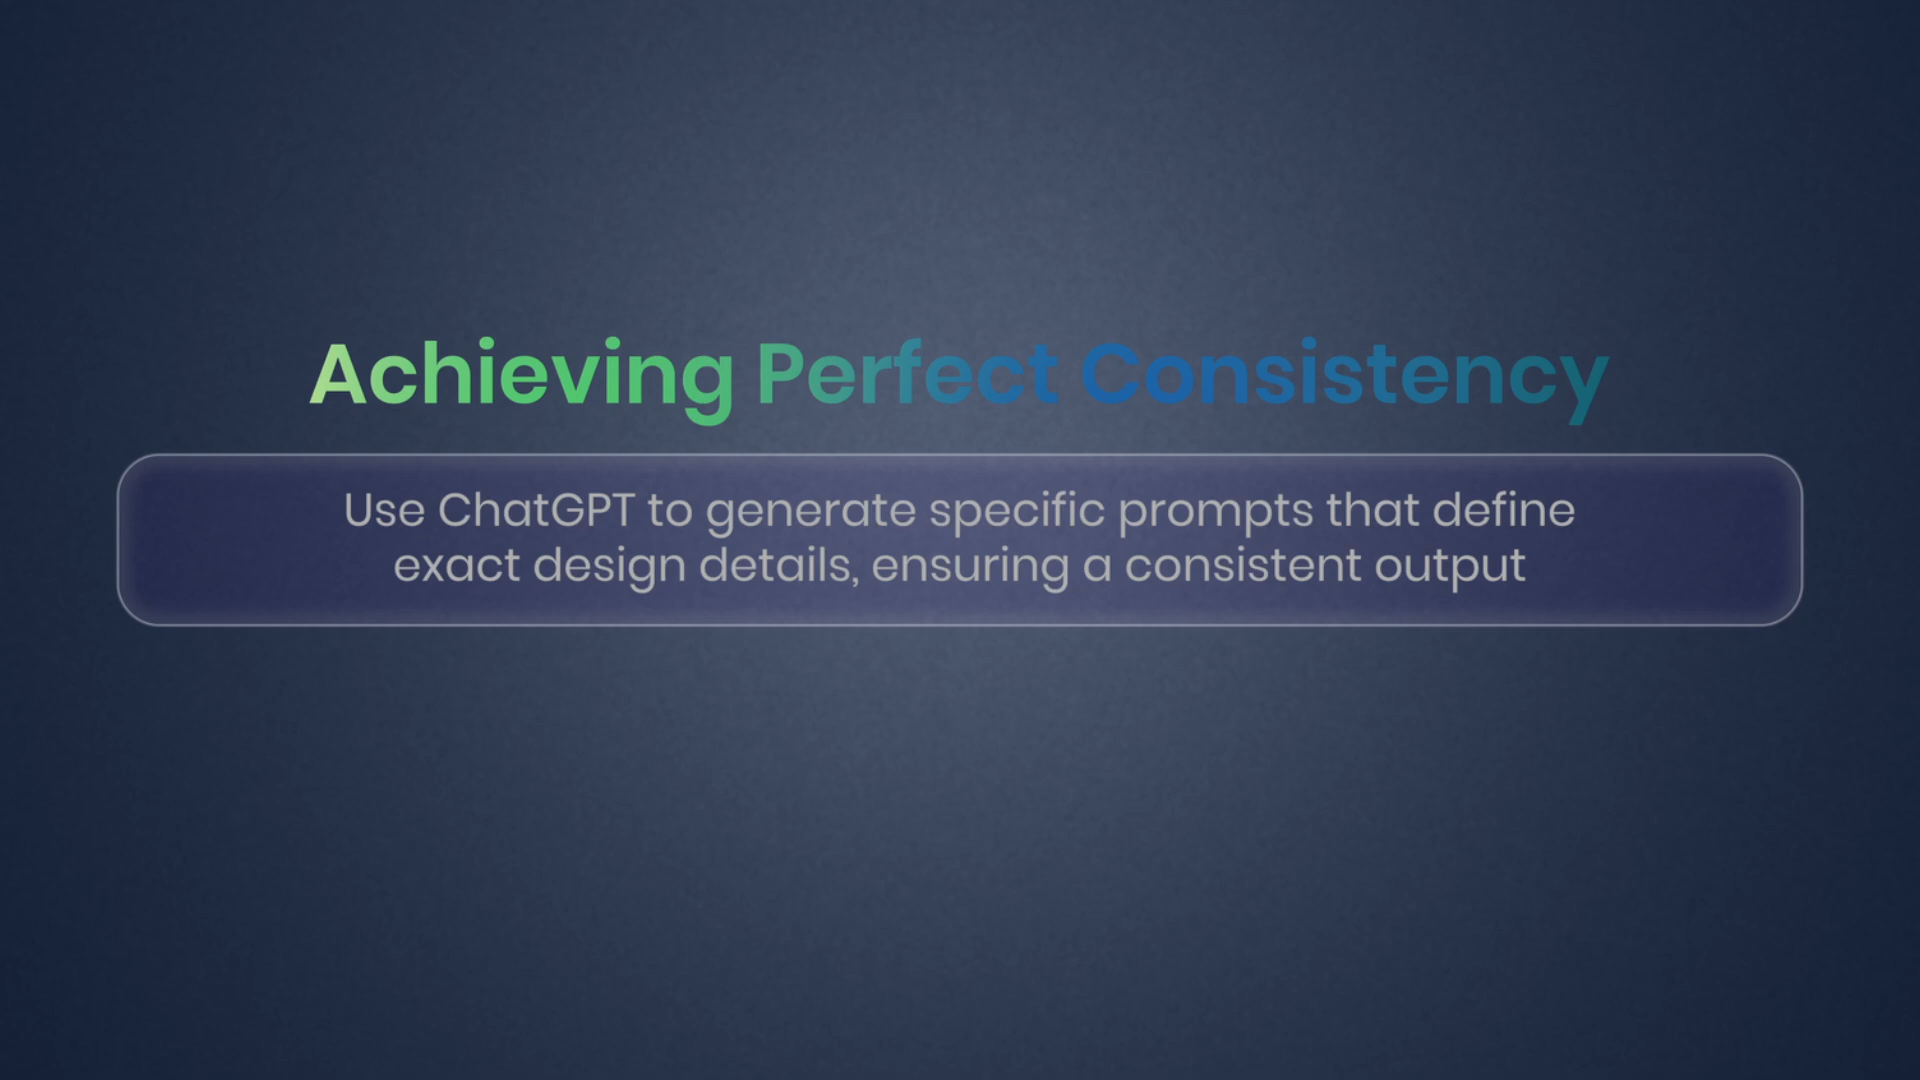 Achieving Perfect Consistency
Use ChatGPT to generate specific prompts that define
exact design details, ensuring a consistent output